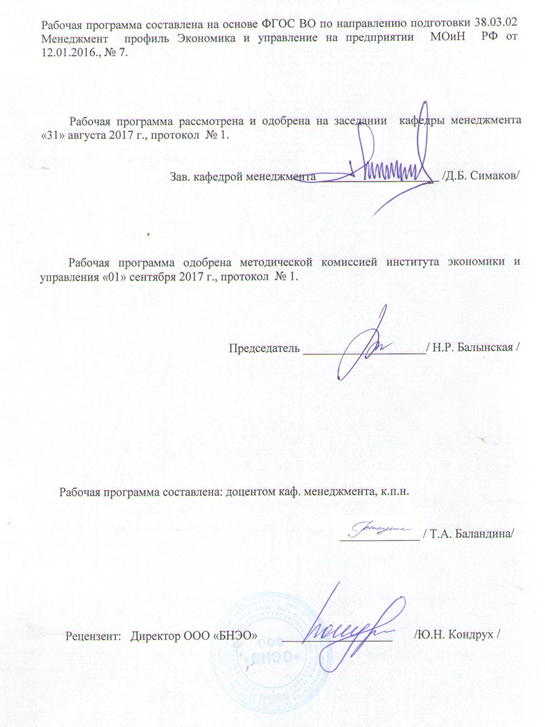 Рабочая программа составлена на основе ФГОС ВО по направлению подготовки 38.03.02
Менеджмент профиль Экономика и управление на предприятии МОиН РФ от
12.01.2016., № 7.
Рабочая программа рассмотрена и одобрена на заседании кафедры менеджмента
«31» августа 2017 г., протокол № 1.
Зав. кафедрой менеджмента /Д.Б. Симаков/
Рабочая программа одобрена методической комиссией института экономики и
управления «01» сентября 2017 г., протокол № 1.
Председатель / Н.Р. Балынская /
Рабочая программа составлена: доцентом каф. менеджмента, к.п.н.
/ Т.А. Баландина/
Рецензент: Директор ООО «БНЭО» /Ю.Н. Кондрух /
ООО